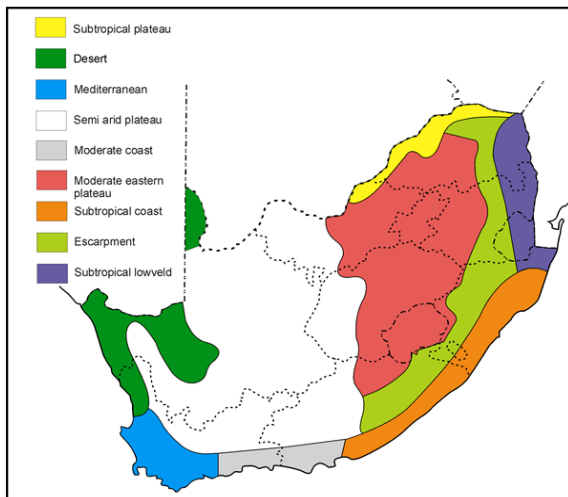 Subtropical plateau
Desert
Mediterranean
Semi arid plateau
Moderate coast
Moderate eastern
plateau
Subtropical coast
Escarpment
Subtropical lowveld